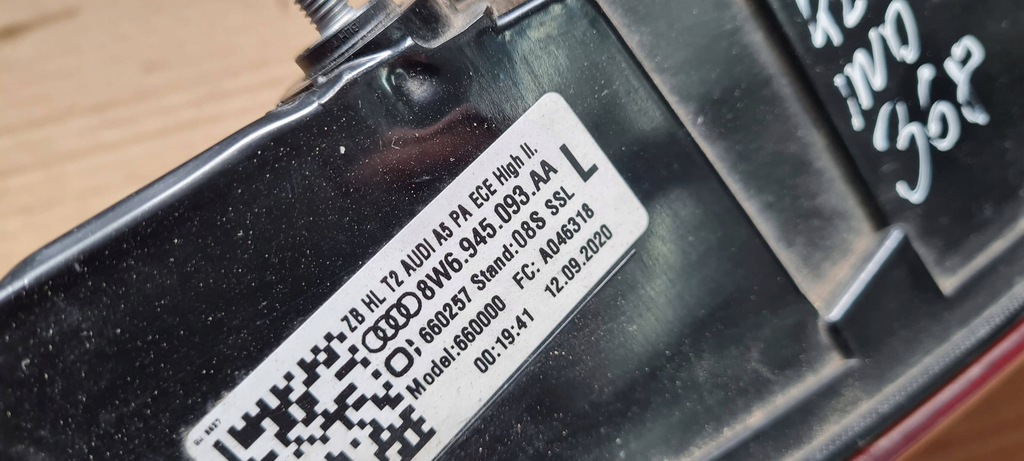 ZB HL T2 AUDI A5 PA ECE High II.
8W6.945.093.AA
660257 Stand:08S SSL
L
Model:660000 FC: A046318
00:19:41 12.09.2020